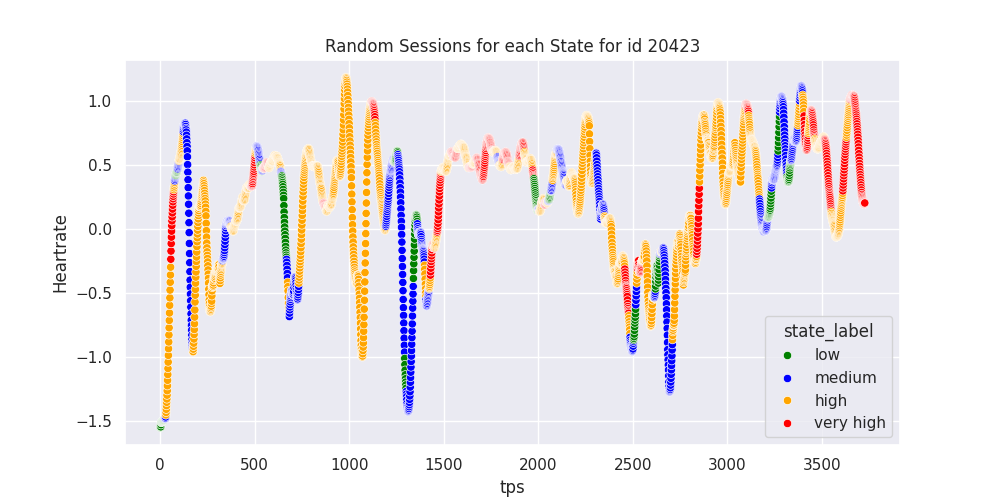 Random Sessions for each State for id 20423
Heartrate
1.0
0.5
0.0
−0.5
−1.0
−1.5
0 500 1000 1500 2000 2500 3000 3500
tps
state_label
low
medium
high
very high